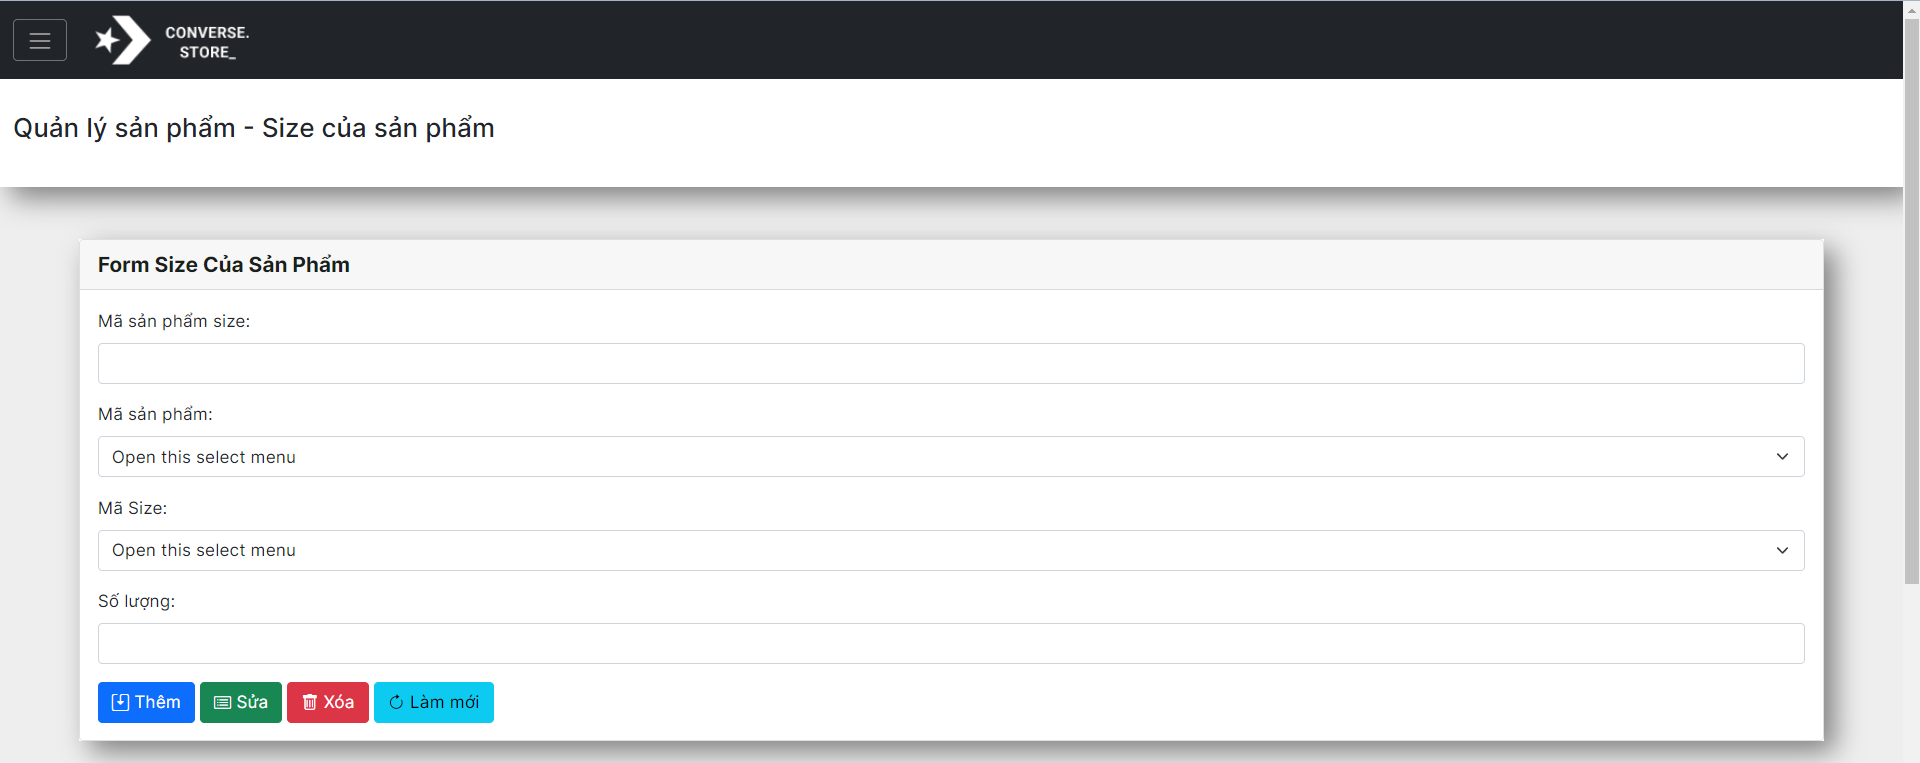 CONVERSE.
STORE_
Quản lý sản phẩm - Size của sản phẩm
Form Size Của Sản Phẩm
Mã sản phẩm size:
Mã sản phẩm:
Open this select menu
Mã Size:
Open this select menu
Số lượng:
Thêm Sửa Xóa Làm mới